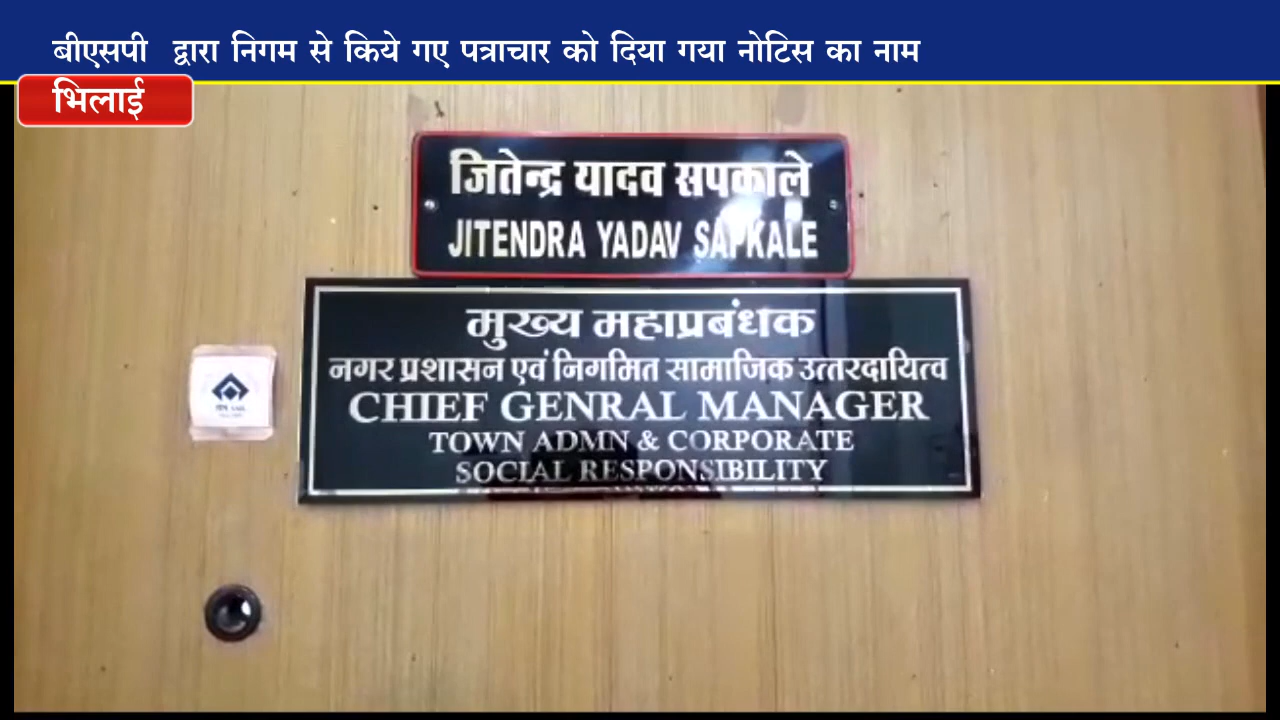 बीएसपी द्वारा निगम से किये गए पत्राचार को दिया गया नोटिस का नाम
भिलाई
जितेन्द्र यादव सपकाले
JITENDRA YADAV SAPKALE
मुख्य महाप्रबंधक
नगर प्रशासन एवं निगमित सामाजिक उत्तरदायित्व
CHIEF GENRAL MANAGER
TOWN ADMN & CORPORATE
SOCIAL RESPONSIBILITY